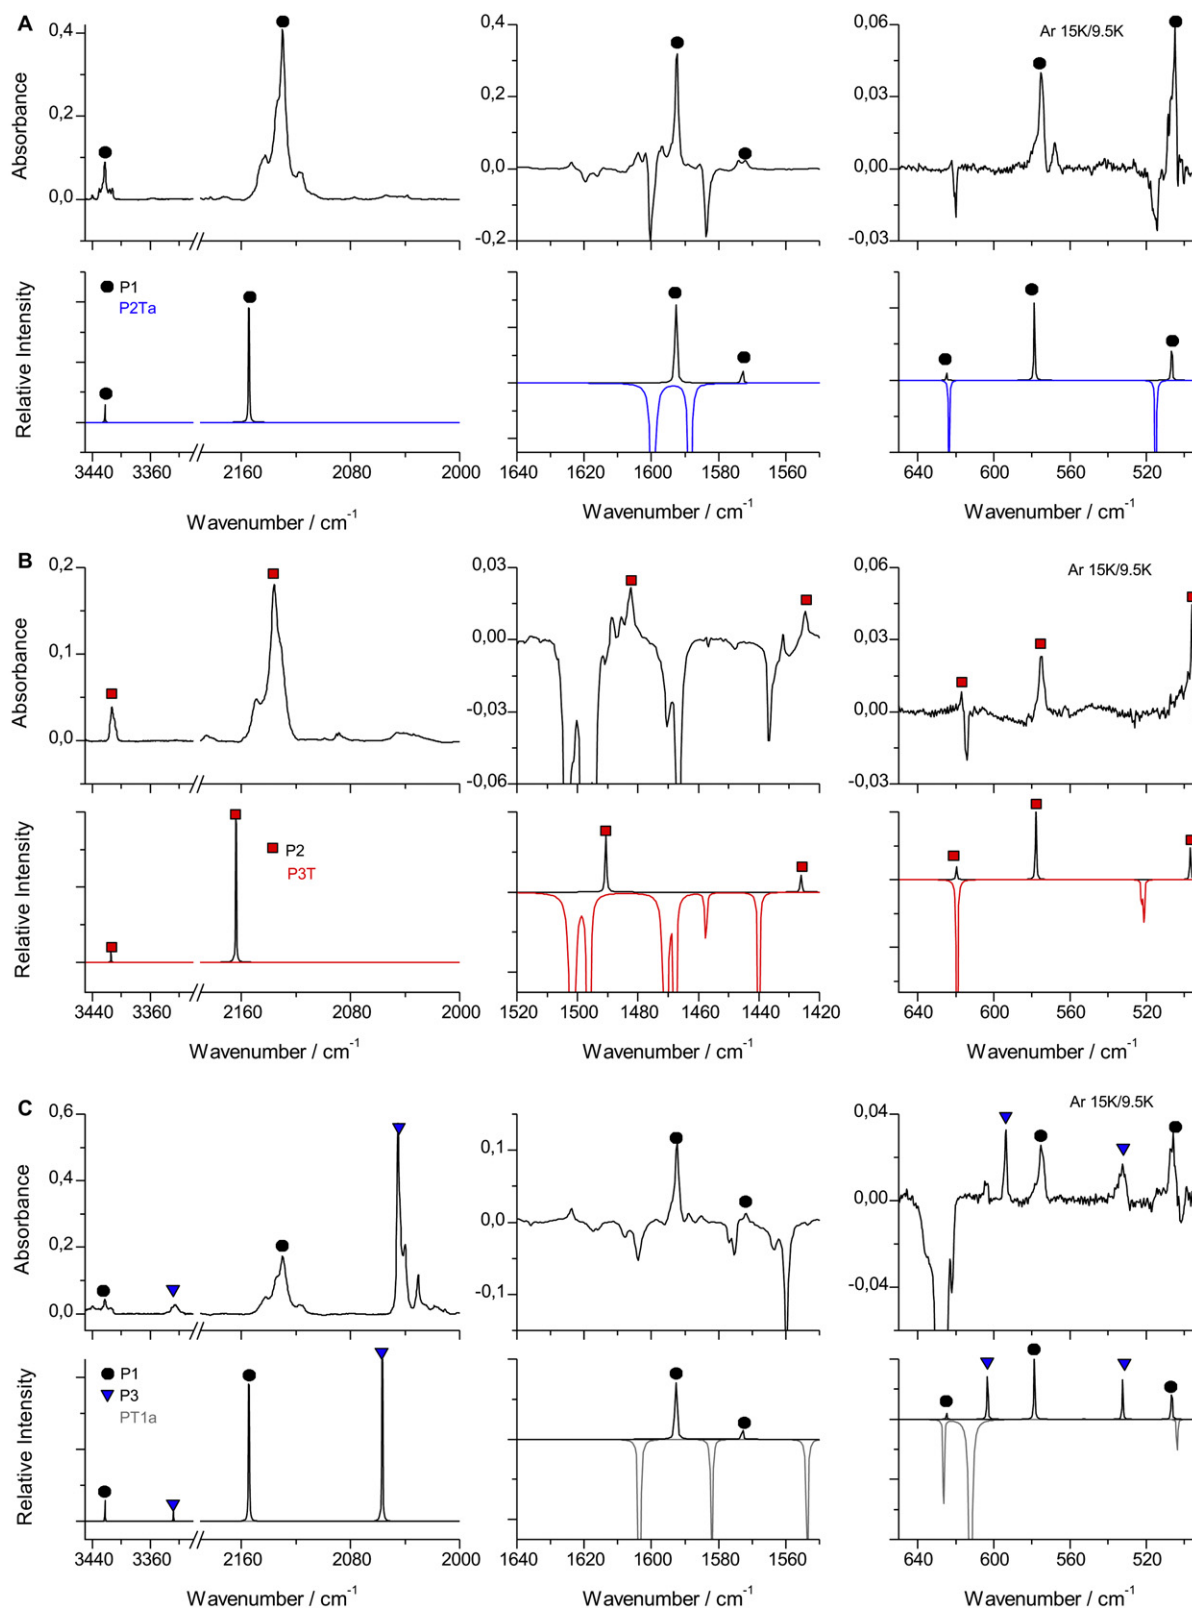 A
Absorbance
0,4
0,2
0,0
0,4
0,2
0,0
-0,2
0,06
0,03
0,00
-0,03
Ar 15K/9.5K
Relative Intensity
P1
P2Ta
3440 3360 2160 2080 2000
1640 1620 1600 1580 1560
640 600 560 520
Wavenumber / cm-1
Wavenumber / cm-1
Wavenumber / cm-1
B
Absorbance
0,2
0,1
0,0
0,03
0,00
-0,03
-0,06
0,06
0,03
0,00
-0,03
Ar 15K/9.5K
Relative Intensity
P2
P3T
3440 3360 2160 2080 2000
1520 1500 1480 1460 1440 1420
640 600 560 520
Wavenumber / cm-1
Wavenumber / cm-1
Wavenumber / cm-1
C
Absorbance
0,6
0,4
0,2
0,0
0,1
0,0
-0,1
0,04
0,00
-0,04
Ar 15K/9.5K
Relative Intensity
P1
P3
PT1a
3440 3360 2160 2080 2000
1640 1620 1600 1580 1560
640 600 560 520
Wavenumber / cm-1
Wavenumber / cm-1
Wavenumber / cm-1